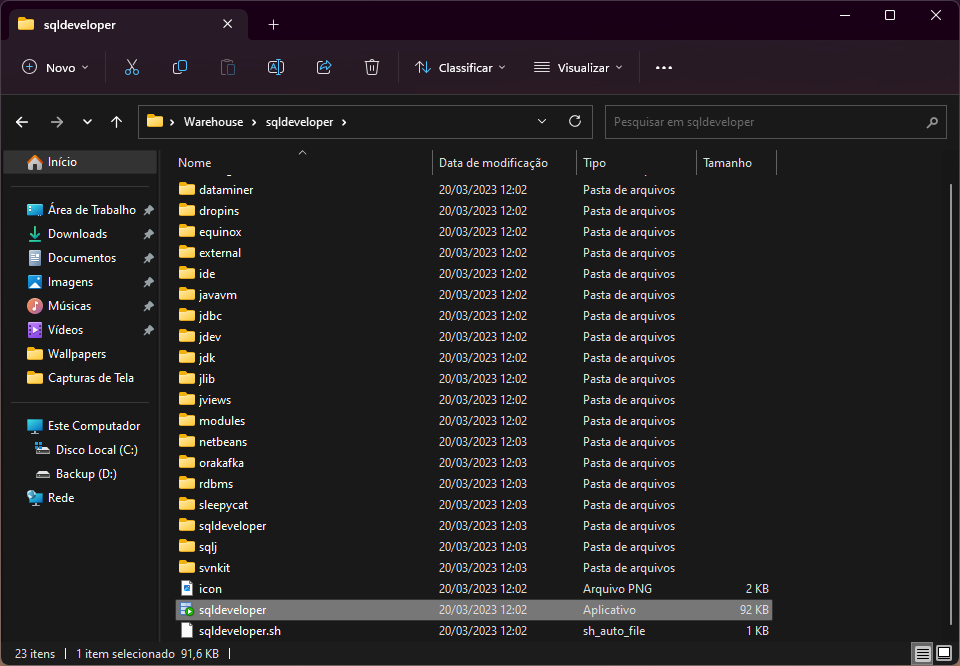 sqldeveloper
Novo
Classificar
Visualizar
Warehouse
sqldeveloper
Pesquisar em sqldeveloper
Início
Área de Trabalho
Downloads
Documentos
Imagens
Músicas
Vídeos
Wallpapers
Capturas de Tela
Este Computador
Disco Local (C:)
Backup (D:)
Rede
Nome Data de modificação Tipo Tamanho
dataminer 20/03/2023 12:02 Pasta de arquivos
dropins 20/03/2023 12:02 Pasta de arquivos
equinox 20/03/2023 12:02 Pasta de arquivos
external 20/03/2023 12:02 Pasta de arquivos
ide 20/03/2023 12:02 Pasta de arquivos
javavm 20/03/2023 12:02 Pasta de arquivos
jdbc 20/03/2023 12:02 Pasta de arquivos
jdev 20/03/2023 12:02 Pasta de arquivos
jdk 20/03/2023 12:02 Pasta de arquivos
jlib 20/03/2023 12:02 Pasta de arquivos
jviews 20/03/2023 12:02 Pasta de arquivos
modules 20/03/2023 12:02 Pasta de arquivos
netbeans 20/03/2023 12:03 Pasta de arquivos
orakafka 20/03/2023 12:03 Pasta de arquivos
rdbms 20/03/2023 12:03 Pasta de arquivos
sleepycat 20/03/2023 12:03 Pasta de arquivos
sqldeveloper 20/03/2023 12:03 Pasta de arquivos
sqlj 20/03/2023 12:03 Pasta de arquivos
svnkit 20/03/2023 12:03 Pasta de arquivos
icon 20/03/2023 12:02 Arquivo PNG 2 KB
sqldeveloper 20/03/2023 12:02 Aplicativo 92 KB
sqldeveloper.sh 20/03/2023 12:02 sh_auto_file 1 KB
23 itens 1 item selecionado 91,6 KB